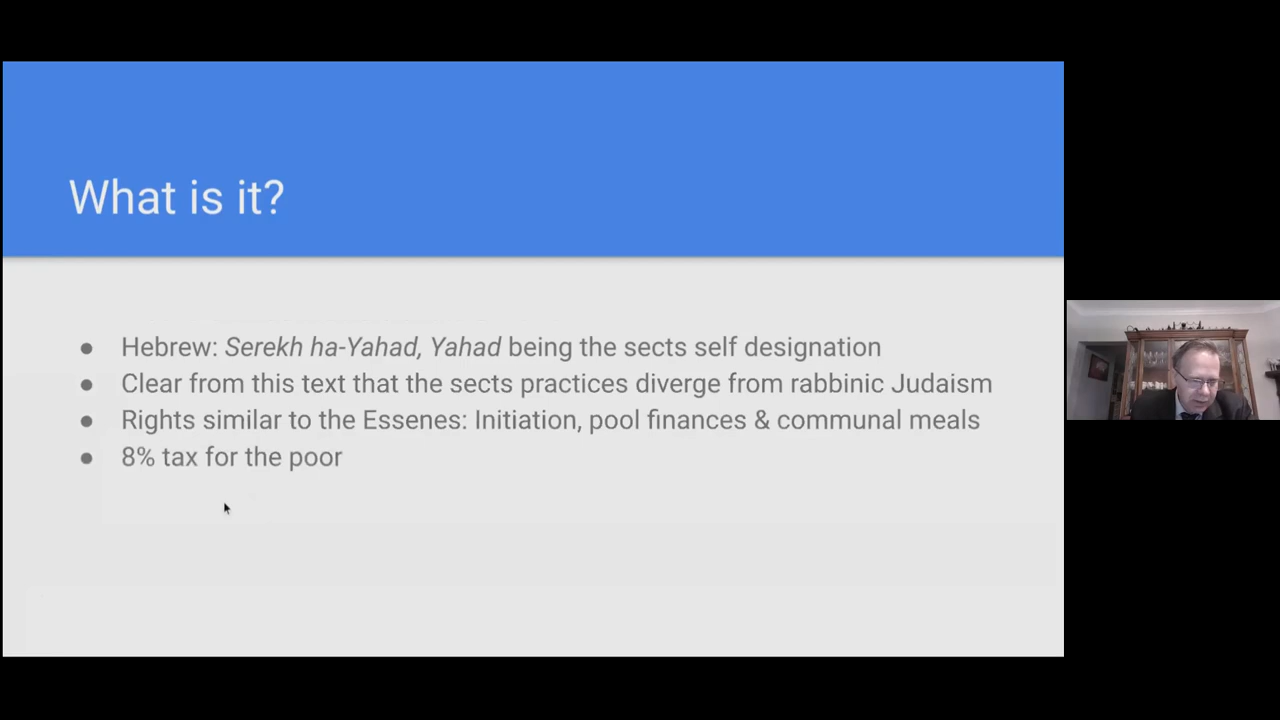 What is it?
● Hebrew: Serekh ha-Yahad, Yahad being the sects self designation
● Clear from this text that the sects practices diverge from rabbinic Judaism
● Rights similar to the Essenes: Initiation, pool finances & communal meals
● 8% tax for the poor